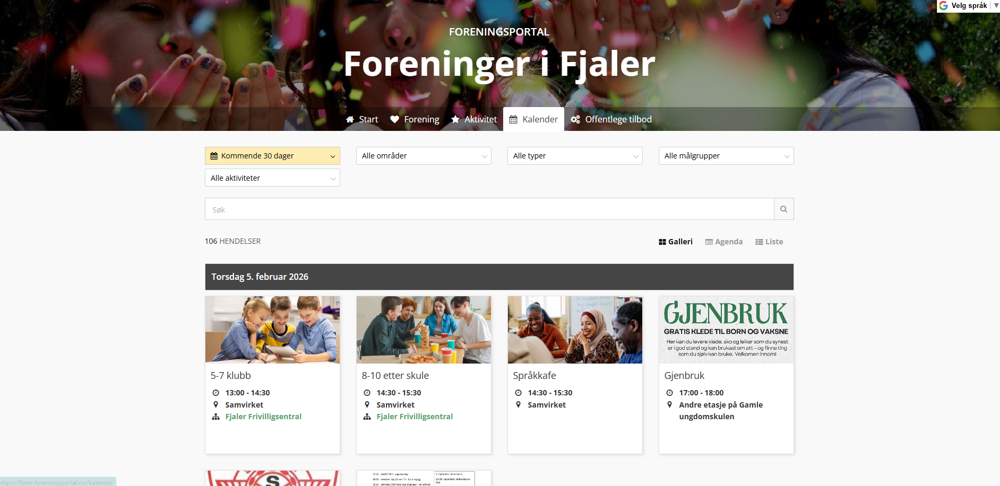 Velg språk
FORENINGSPORTAL
Foreninger i Fjaler
Start
Forening
Aktivitet
Kalender
Offentlege tilbod
Kommende 30 dager
Alle områder
Alle typer
Alle målgrupper
Alle aktiviteter
Søk
106 HENDELSER
Galleri
Agenda
Liste
Torsdag 5. februar 2026
5-7 klubb
13:00 - 14:30
Samvirket
Fjaler Frivilligsentral
8-10 etter skule
14:30 - 15:30
Samvirket
Fjaler Frivilligsentral
Språkkafe
14:30 - 15:30
Samvirket
GJENBRUK
GRATIS KLEDE TIL BORN OG VAKSNE
Her kan du levere klede, sko og leikar som du synest
er i god stand og kan brukast om att – og finne ting
som du sjølv kan bruke. Velkomen innom!
Gjenbruk
17:00 - 18:00
Andre etasje på Gamle
ungdomskulen
S
https://fjaler.foreningsportal.no/kalender